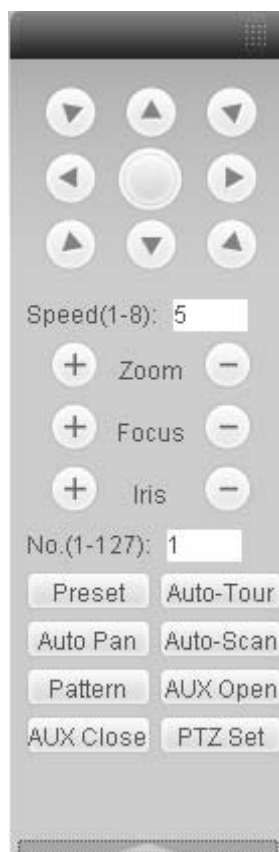 Speed(1-8): 5
+ Zoom −
+ Focus −
+ Iris −
No.(1-127): 1
Preset Auto-Tour
Auto Pan Auto-Scan
Pattern AUX Open
AUX Close PTZ Set